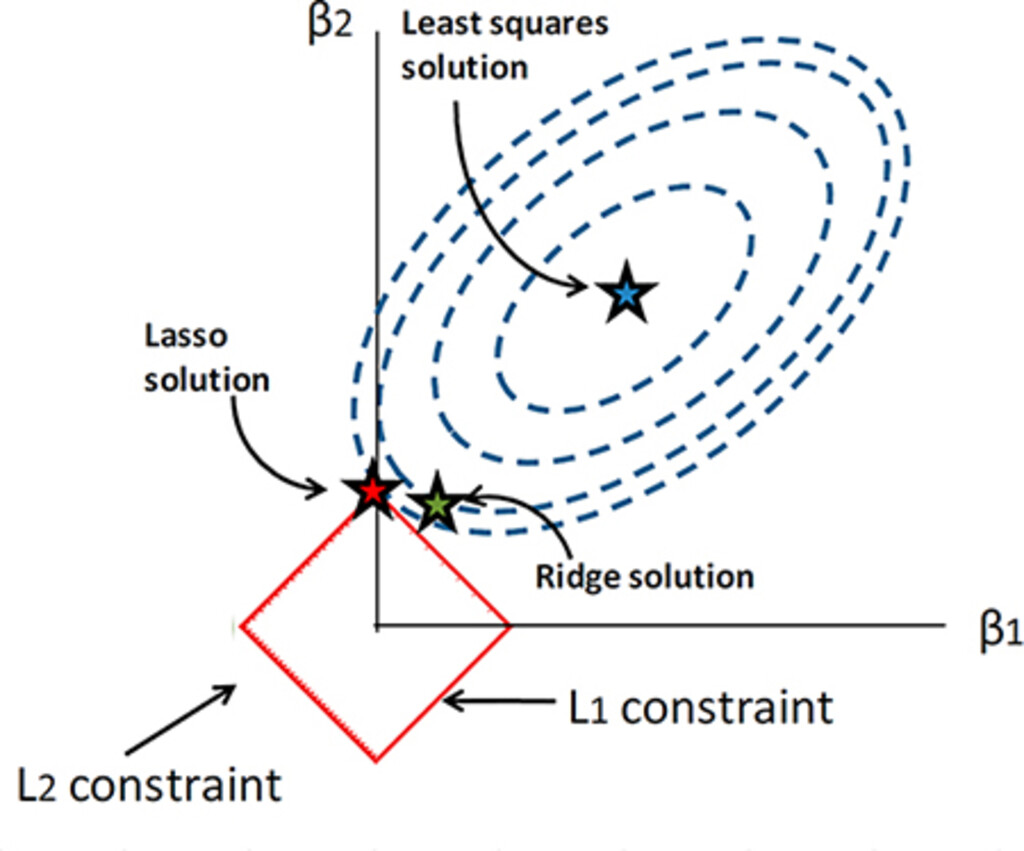 β2
Least squares
solution
Lasso
solution
Ridge solution
β1
L1 constraint
L2 constraint